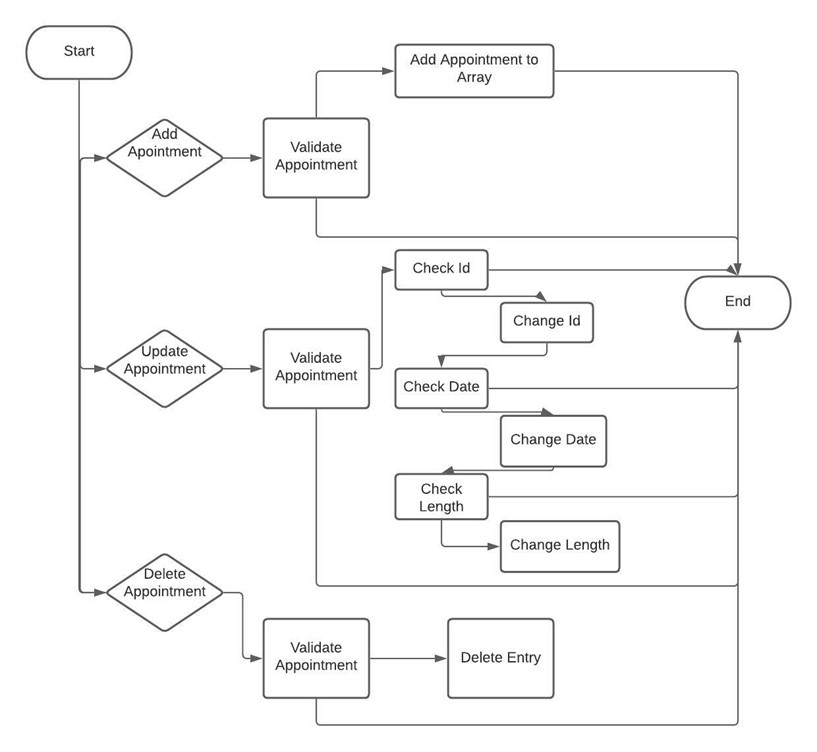 Start
Add Appointment to
Array
Add
Apointment
Validate
Appointment
Check Id
End
Change Id
Update
Appointment
Validate
Appointment
Check Date
Change Date
Check
Length
Change Length
Delete
Appointment
Validate
Appointment
Delete Entry